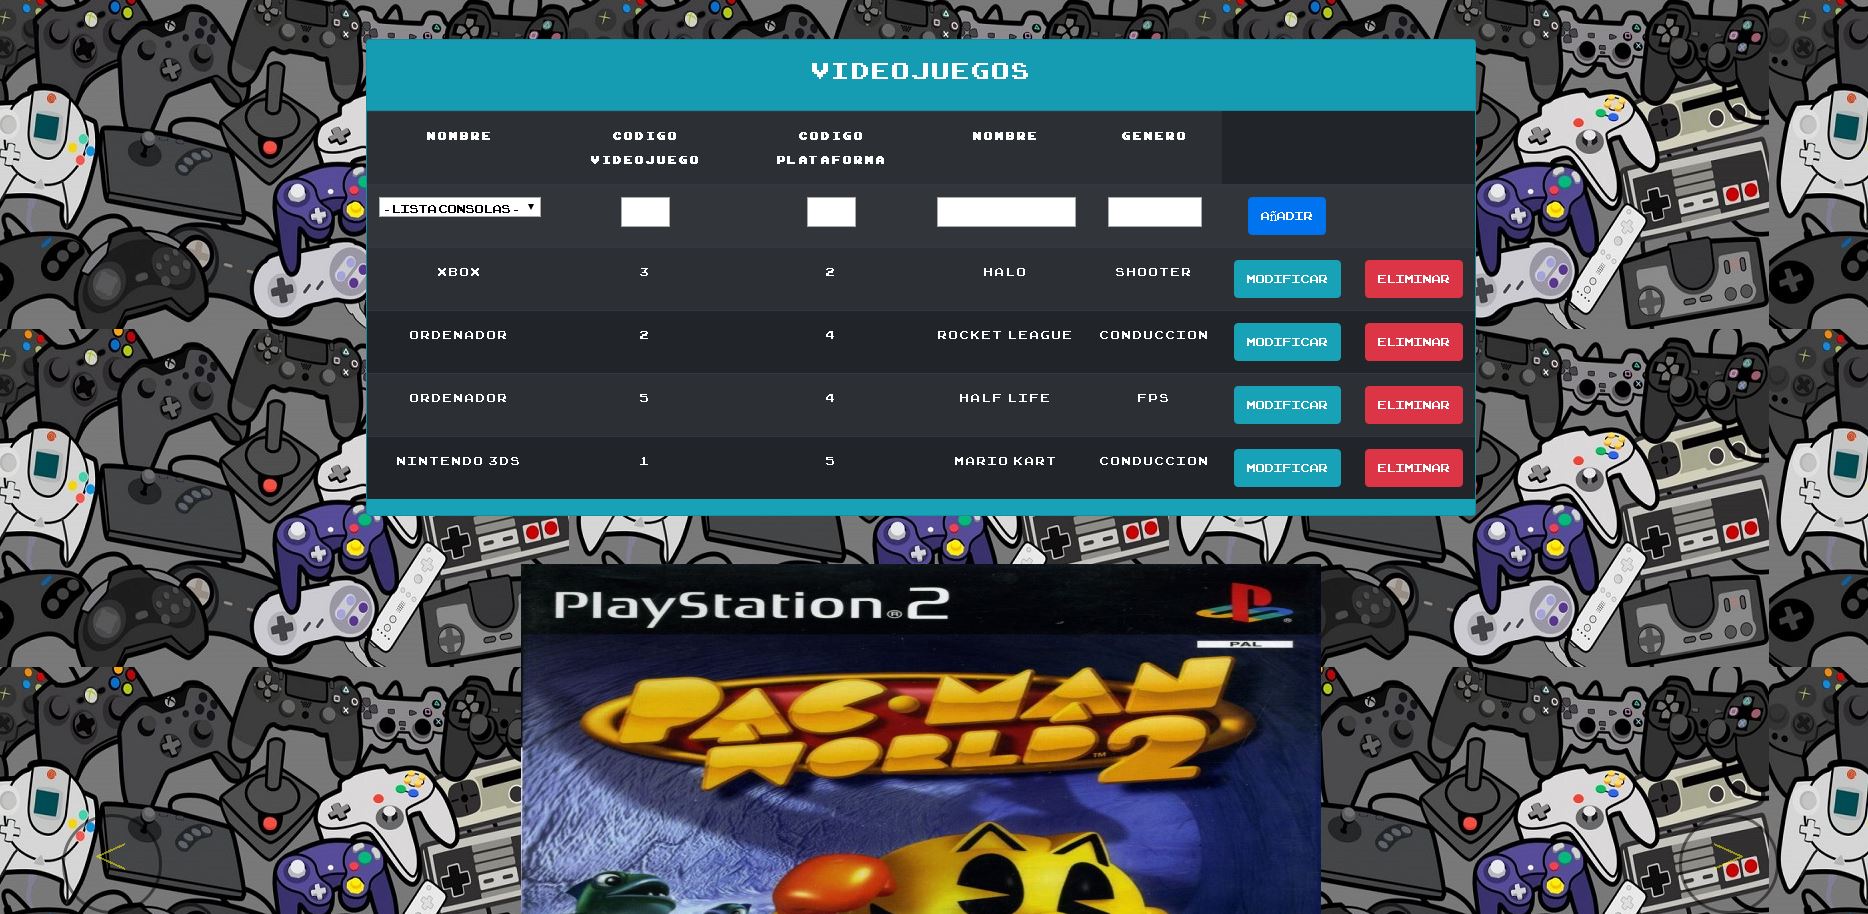 VIDEOJUEGOS
NOMBRE CODIGO VIDEOJUEGO CODIGO PLATAFORMA NOMBRE GENERO
- LISTA CONSOLAS - AÑADIR
XBOX 3 2 HALO SHOOTER MODIFICAR ELIMINAR
ORDENADOR 2 4 ROCKET LEAGUE CONDUCCION MODIFICAR ELIMINAR
ORDENADOR 5 4 HALF LIFE FPS MODIFICAR ELIMINAR
NINTENDO 3DS 1 5 MARIO KART CONDUCCION MODIFICAR ELIMINAR
PlayStation®2
PAL
PAC-MAN
WORLD 2™